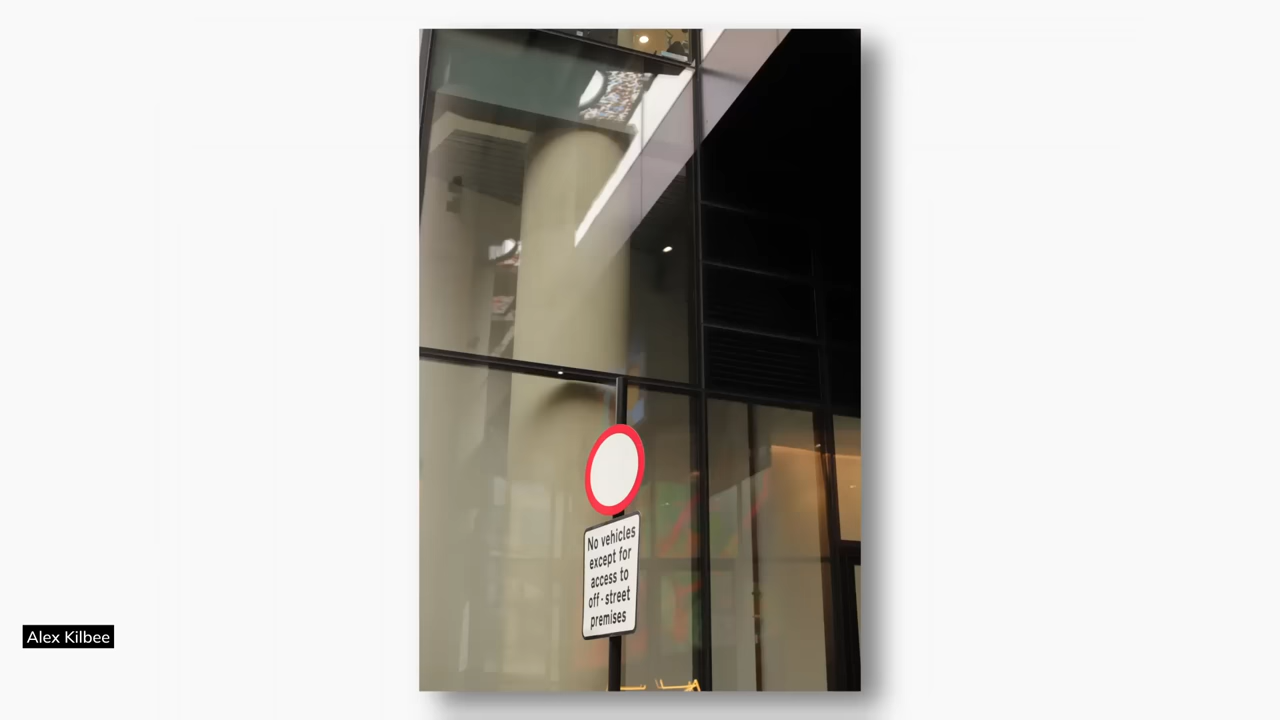 No vehicles
except for
access to
off-street
premises
Alex Kilbee